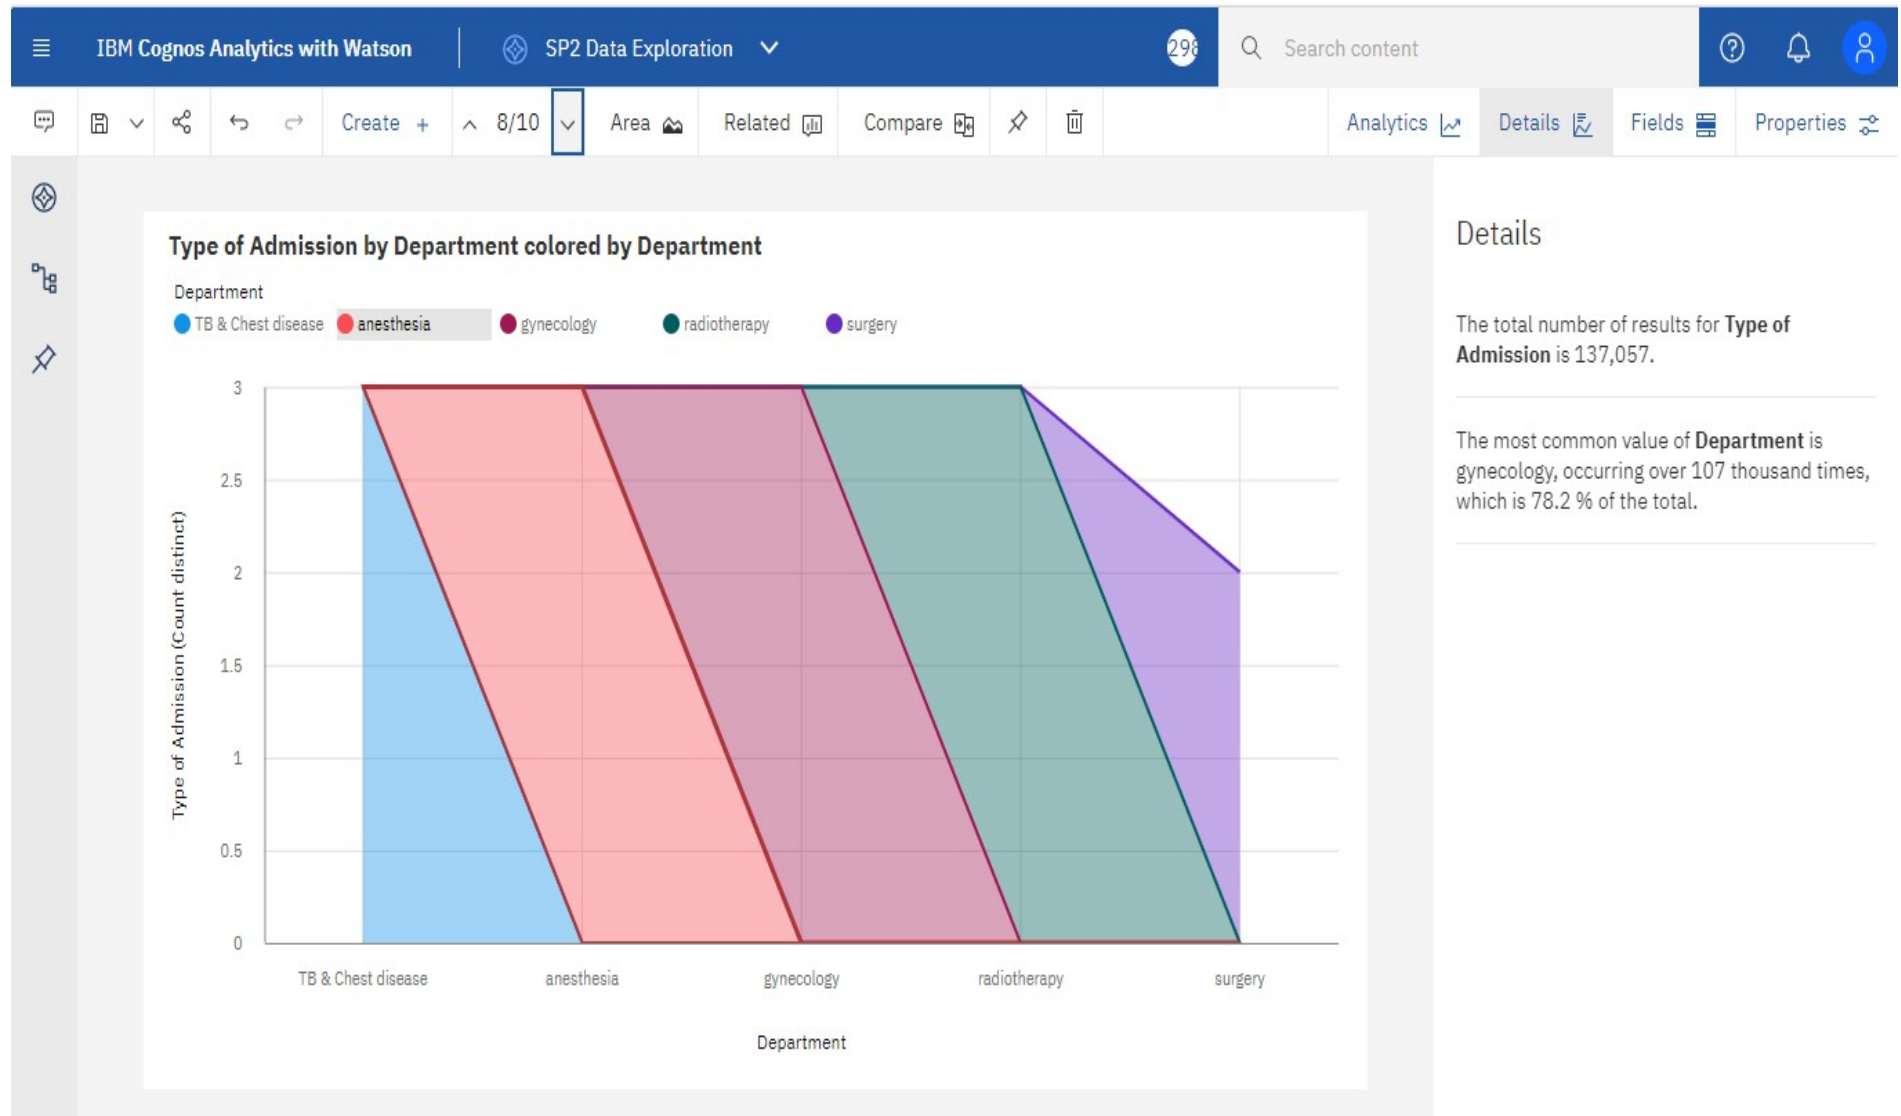 IBM Cognos Analytics with Watson
SP2 Data Exploration
298
Search content
Create +
8/10
Area
Related
Compare
Analytics
Details
Fields
Properties
Type of Admission by Department colored by Department
Department
TB & Chest disease
anesthesia
gynecology
radiotherapy
surgery
Type of Admission (Count distinct)
3
2.5
2
1.5
1
0.5
0
TB & Chest disease
anesthesia
gynecology
radiotherapy
surgery
Department
Details
The total number of results for Type of
Admission is 137,057.
The most common value of Department is
gynecology, occurring over 107 thousand times,
which is 78.2 % of the total.